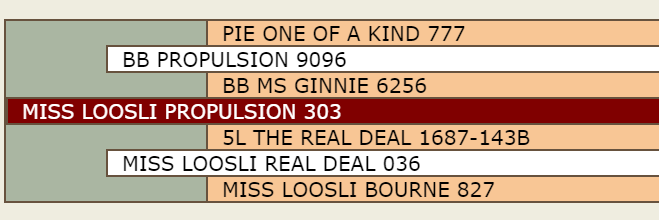 PIE ONE OF A KIND 777
BB PROPULSION 9096
BB MS GINNIE 6256
MISS LOOSLI PROPULSION 303
5L THE REAL DEAL 1687-143B
MISS LOOSLI REAL DEAL 036
MISS LOOSLI BOURNE 827